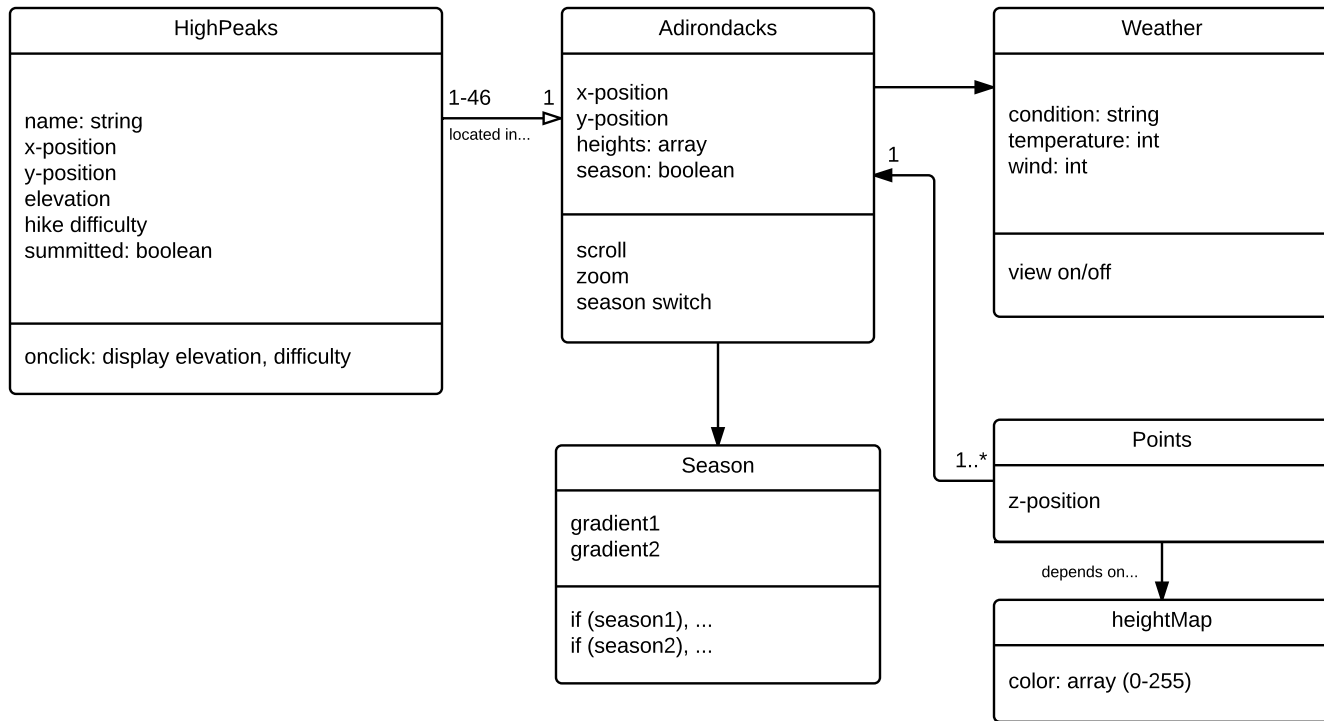 HighPeaks
name: string
x-position
y-position
elevation
hike difficulty
summitted: boolean
onclick: display elevation, difficulty
1-46
1
located in...
Adirondacks
x-position
y-position
heights: array
season: boolean
scroll
zoom
season switch
Weather
condition: string
temperature: int
wind: int
view on/off
1
1..*
Season
gradient1
gradient2
if (season1), ...
if (season2), ...
Points
z-position
depends on...
heightMap
color: array (0-255)